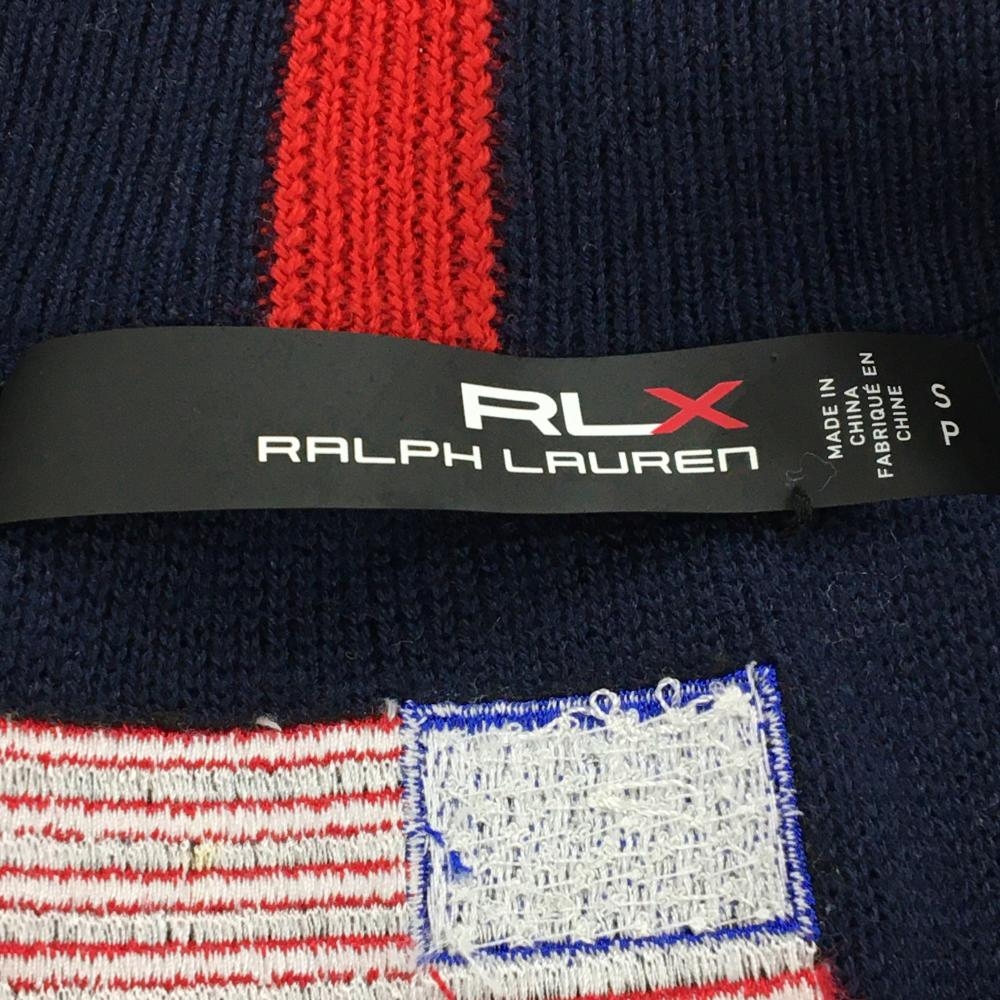 RLX
RALPH LAUREN
MADE IN
CHINA
FABRIQUÉ EN
CHINE
S
P